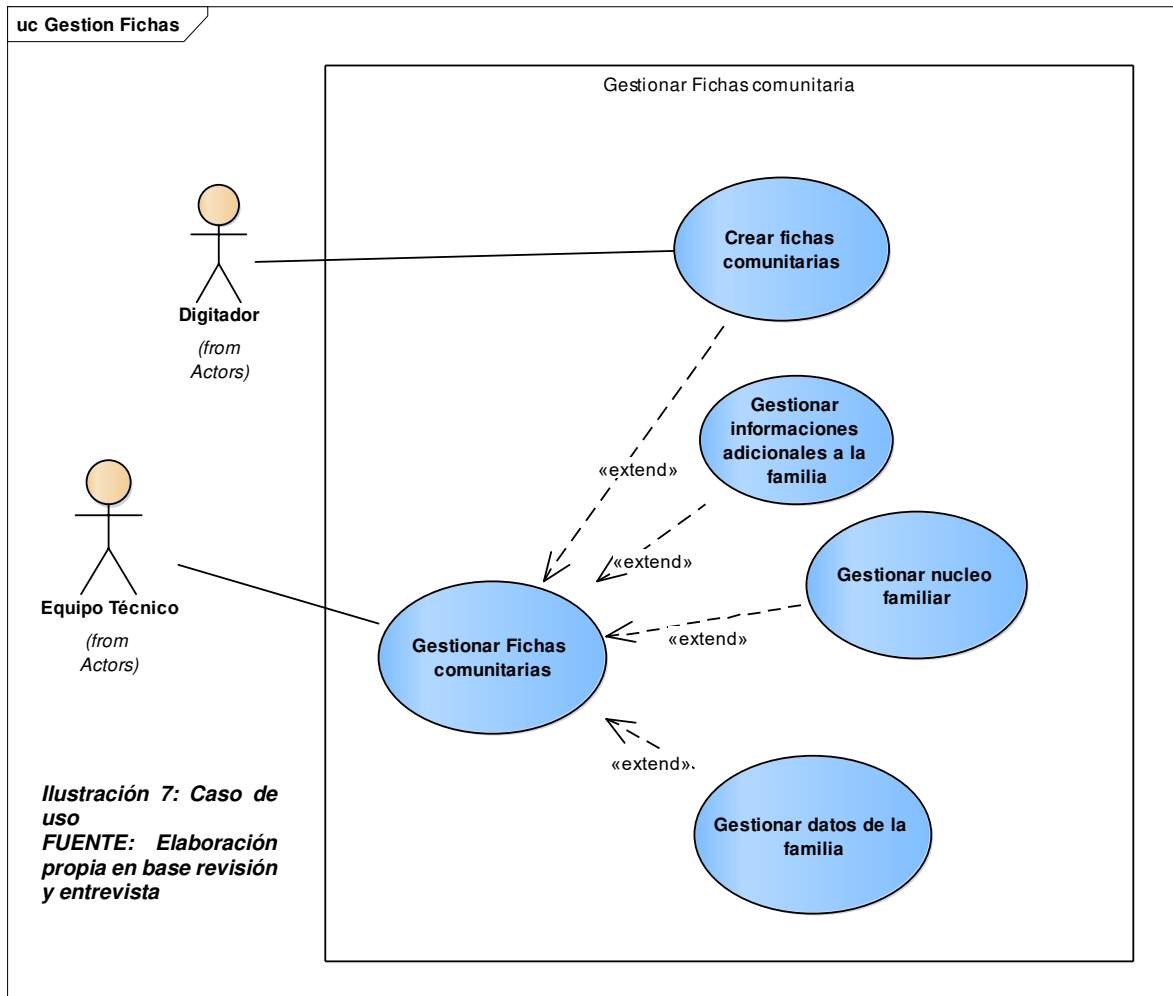 uc Gestion Fichas
Gestionar Fichas comunitaria
Crear fichas
comunitarias
Digitador
(from
Actors)
Gestionar
informaciones
adicionales a la
familia
«extend»
«extend»
Gestionar nucleo
familiar
Equipo Técnico
(from
Actors)
Gestionar Fichas
comunitarias
«extend»
«extend»
Gestionar datos de la
familia
Ilustración 7: Caso de
uso
FUENTE: Elaboración
propia en base revisión
y entrevista